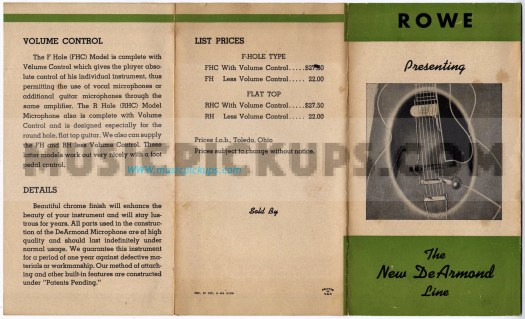 VOLUME CONTROL
The F Hole (FHC) Model is complete with
Volume Control which gives the player abso-
lute control of his individual instrument, thus
permitting the use of vocal microphones or
additional guitar microphones through the
same amplifier. The R Hole (RHC) Model
Microphone also is complete with Volume
Control and is designed especially for the
round hole, flat top guitar. We also can supply
the FH and RH less Volume Control. These
latter models work out very nicely with a foot
pedal control.
DETAILS
Beautiful chrome finish will enhance the
beauty of your instrument and will stay lus-
trous for years. All parts used in the construc-
tion of the DeArmond Microphone are of high
quality and should last indefinitely under
normal usage. We guarantee this instrument
for a period of one year against defective ma-
terials or workmanship. Our method of attach-
ing and other built-in features are constructed
under "Patents Pending."
LIST PRICES
F-HOLE TYPE
FHC With Volume Control.....$27.50
FH Less Volume Control..... 22.00
FLAT TOP
RHC With Volume Control.....$27.50
RH Less Volume Control..... 22.00
Prices f.o.b., Toledo, Ohio
Prices subject to change without notice.
Sold By
ROWE
Presenting
The
New DeArmond
Line
MUSICPICKUPS.COM
www.musicpickups.com